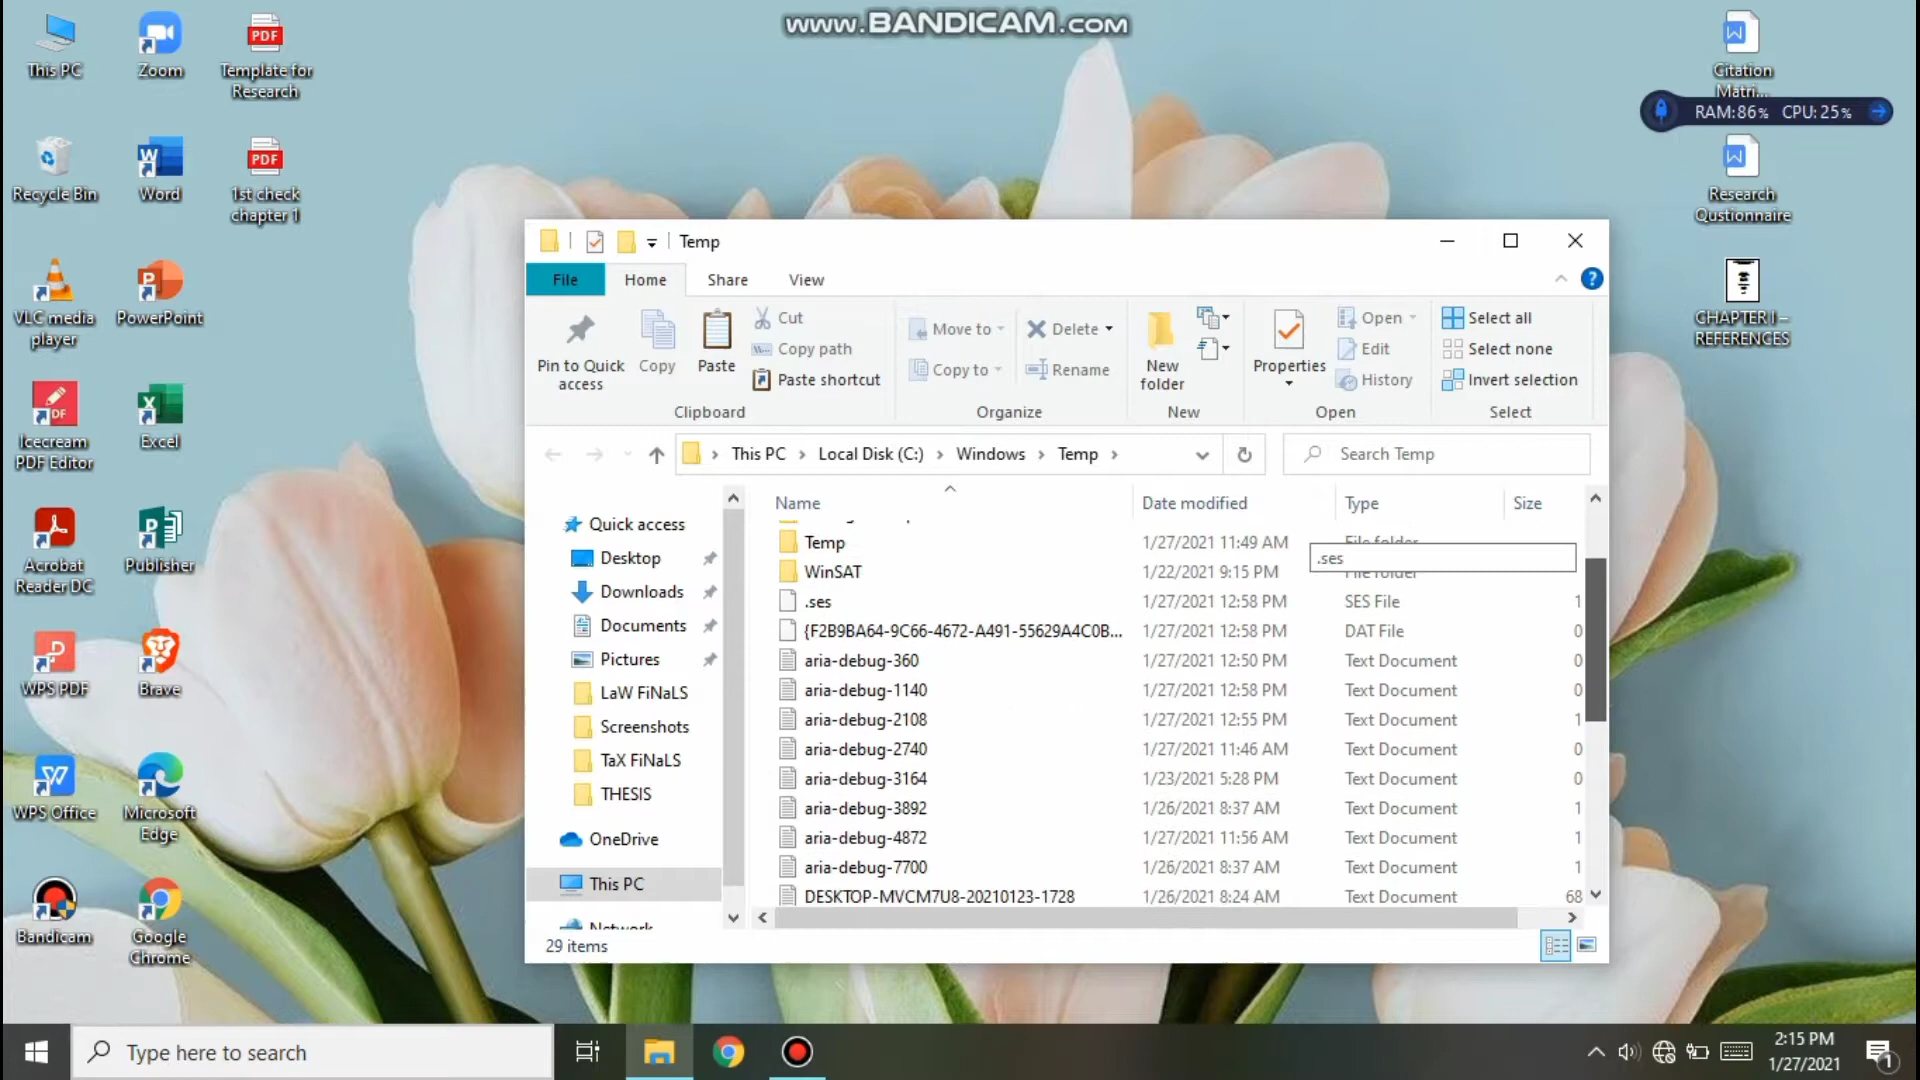 www.BANDICAM.com
This PC
Zoom
Template for
Research
Recycle Bin
Word
1st check
chapter 1
VLC media
player
PowerPoint
Icecream
PDF Editor
Excel
Acrobat
Reader DC
Publisher
WPS PDF
Brave
WPS Office
Microsoft
Edge
Bandicam
Google
Chrome
Citation
Matri...
RAM:86% CPU:25%
Research
Qustionnaire
CHAPTER I –
REFERENCES
Temp
File
Home
Share
View
Pin to Quick
access
Copy
Paste
Cut
Copy path
Paste shortcut
Clipboard
Move to
Copy to
Delete
Rename
Organize
New
folder
New
Properties
Open
Edit
History
Open
Select all
Select none
Invert selection
Select
This PC > Local Disk (C:) > Windows > Temp >
Search Temp
Quick access
Desktop
Downloads
Documents
Pictures
LaW FiNaLS
Screenshots
TaX FiNaLS
THESIS
OneDrive
This PC
Network
Name Date modified Type Size
Temp 1/27/2021 11:49 AM File folder
.ses
WinSAT 1/22/2021 9:15 PM File folder
.ses 1/27/2021 12:58 PM SES File 1
{F2B9BA64-9C66-4672-A491-55629A4C0B... 1/27/2021 12:58 PM DAT File 0
aria-debug-360 1/27/2021 12:50 PM Text Document 0
aria-debug-1140 1/27/2021 12:58 PM Text Document 0
aria-debug-2108 1/27/2021 12:55 PM Text Document 1
aria-debug-2740 1/27/2021 11:46 AM Text Document 0
aria-debug-3164 1/23/2021 5:28 PM Text Document 0
aria-debug-3892 1/26/2021 8:37 AM Text Document 1
aria-debug-4872 1/27/2021 11:56 AM Text Document 1
aria-debug-7700 1/26/2021 8:37 AM Text Document 1
DESKTOP-MVCM7U8-20210123-1728 1/26/2021 8:24 AM Text Document 68
29 items
Type here to search
2:15 PM
1/27/2021
1